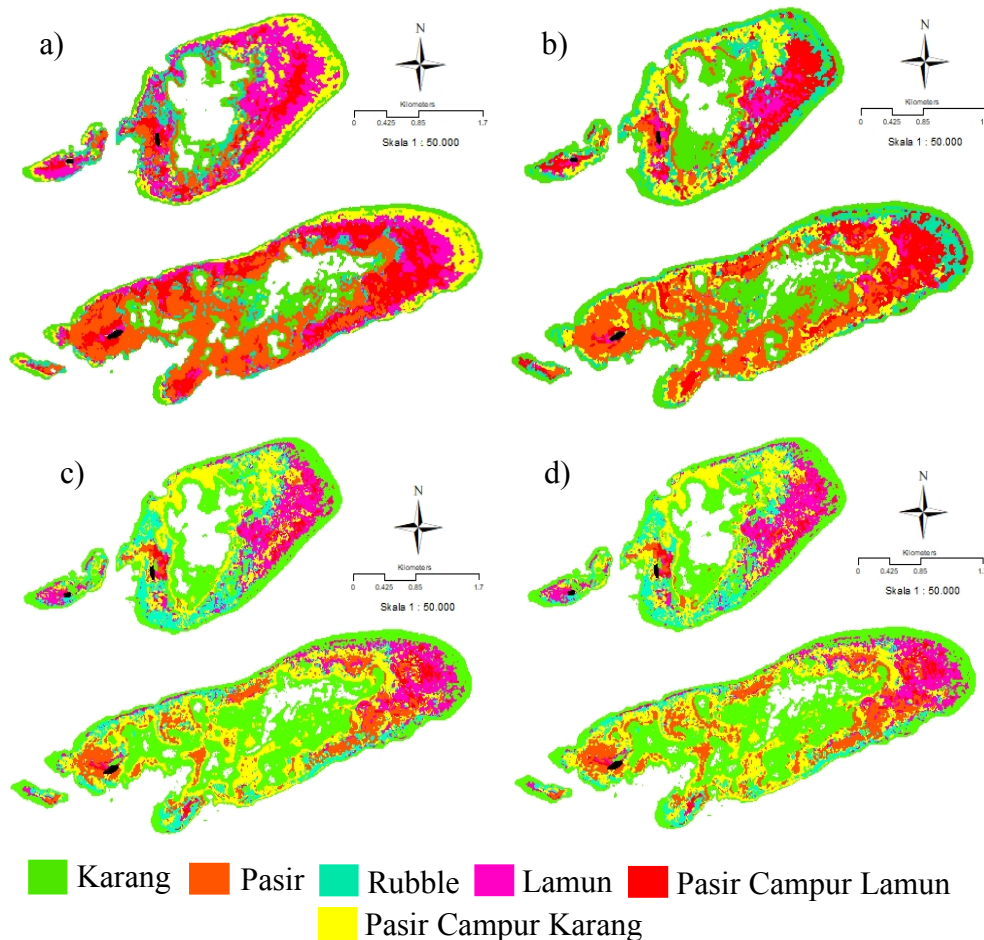 a)
N
Kilometers
0 0.425 0.85 1.7
Skala 1 : 50.000
b)
N
Kilometers
0 0.425 0.85
Skala 1 : 50.000
c)
N
Kilometers
0 0.425 0.85 1.7
Skala 1 : 50.000
d)
N
Kilometers
0 0.425 0.85
Skala 1 : 50.000
Karang Pasir Rubble Lamun Pasir Campur Lamun
Pasir Campur Karang